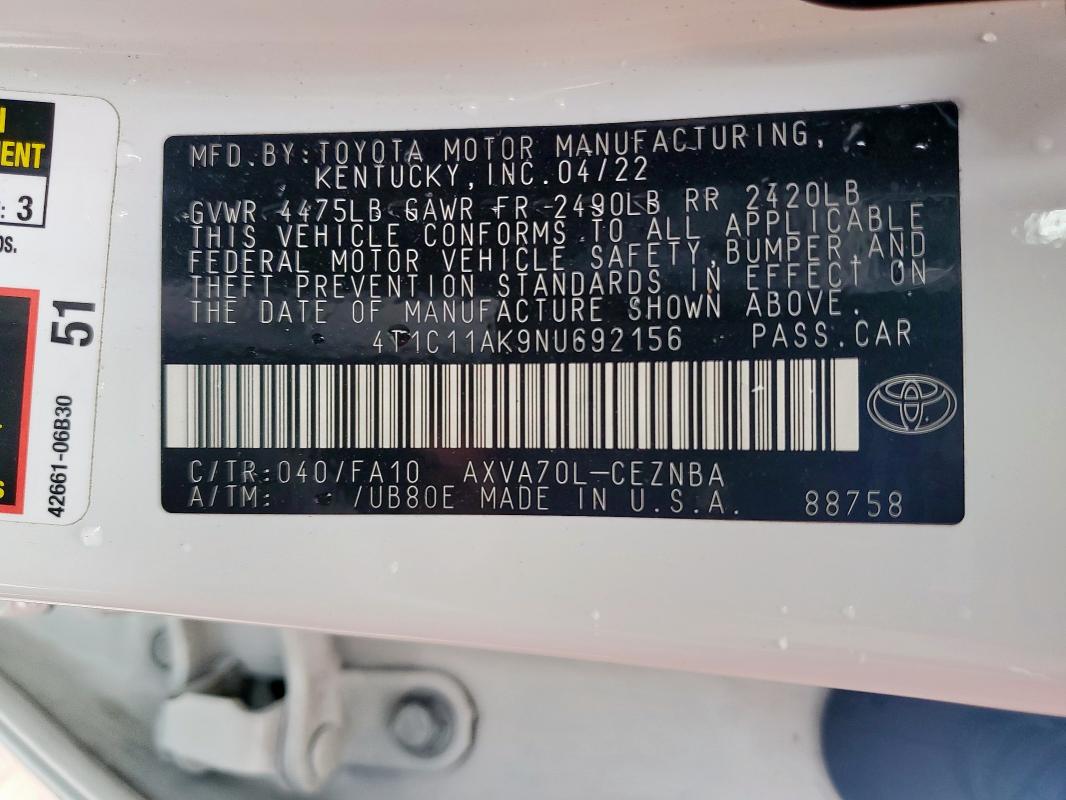 MFD.BY:TOYOTA MOTOR MANUFACTURING,
KENTUCKY,INC.04/22
GVWR 4475LB GAWR FR 2490LB RR 2420LB
THIS VEHICLE CONFORMS TO ALL APPLICABLE
FEDERAL MOTOR VEHICLE SAFETY,BUMPER,AND
THEFT PREVENTION STANDARDS IN EFFECT ON
THE DATE OF MANUFACTURE SHOWN ABOVE.
4T1C11AK9NU692156 PASS.CAR
C/TR:040/FA10 AXVA70L-CEZNBA
A/TM: /UB80E MADE IN U.S.A. 88758
: 3
51
42661-06B30